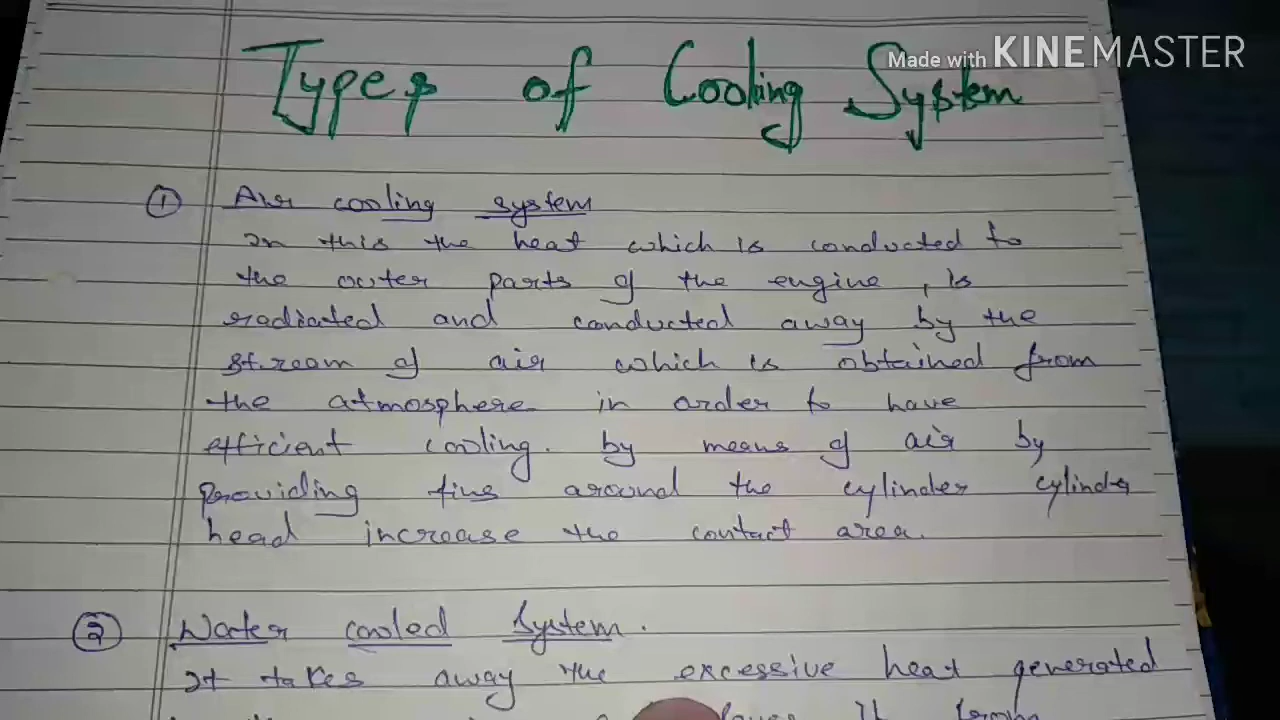 Made with KINEMASTER
Types of Cooling System
① Air cooling system
In this the heat which is conducted to
the outer parts of the engine, is
radiated and conducted away by the
stream of air which is obtained from
the atmosphere in order to have
efficient cooling. by means of air by
providing fins around the cylinder cylinder
head increase the contact area.
② Water cooled System.
It takes away the excessive heat generated